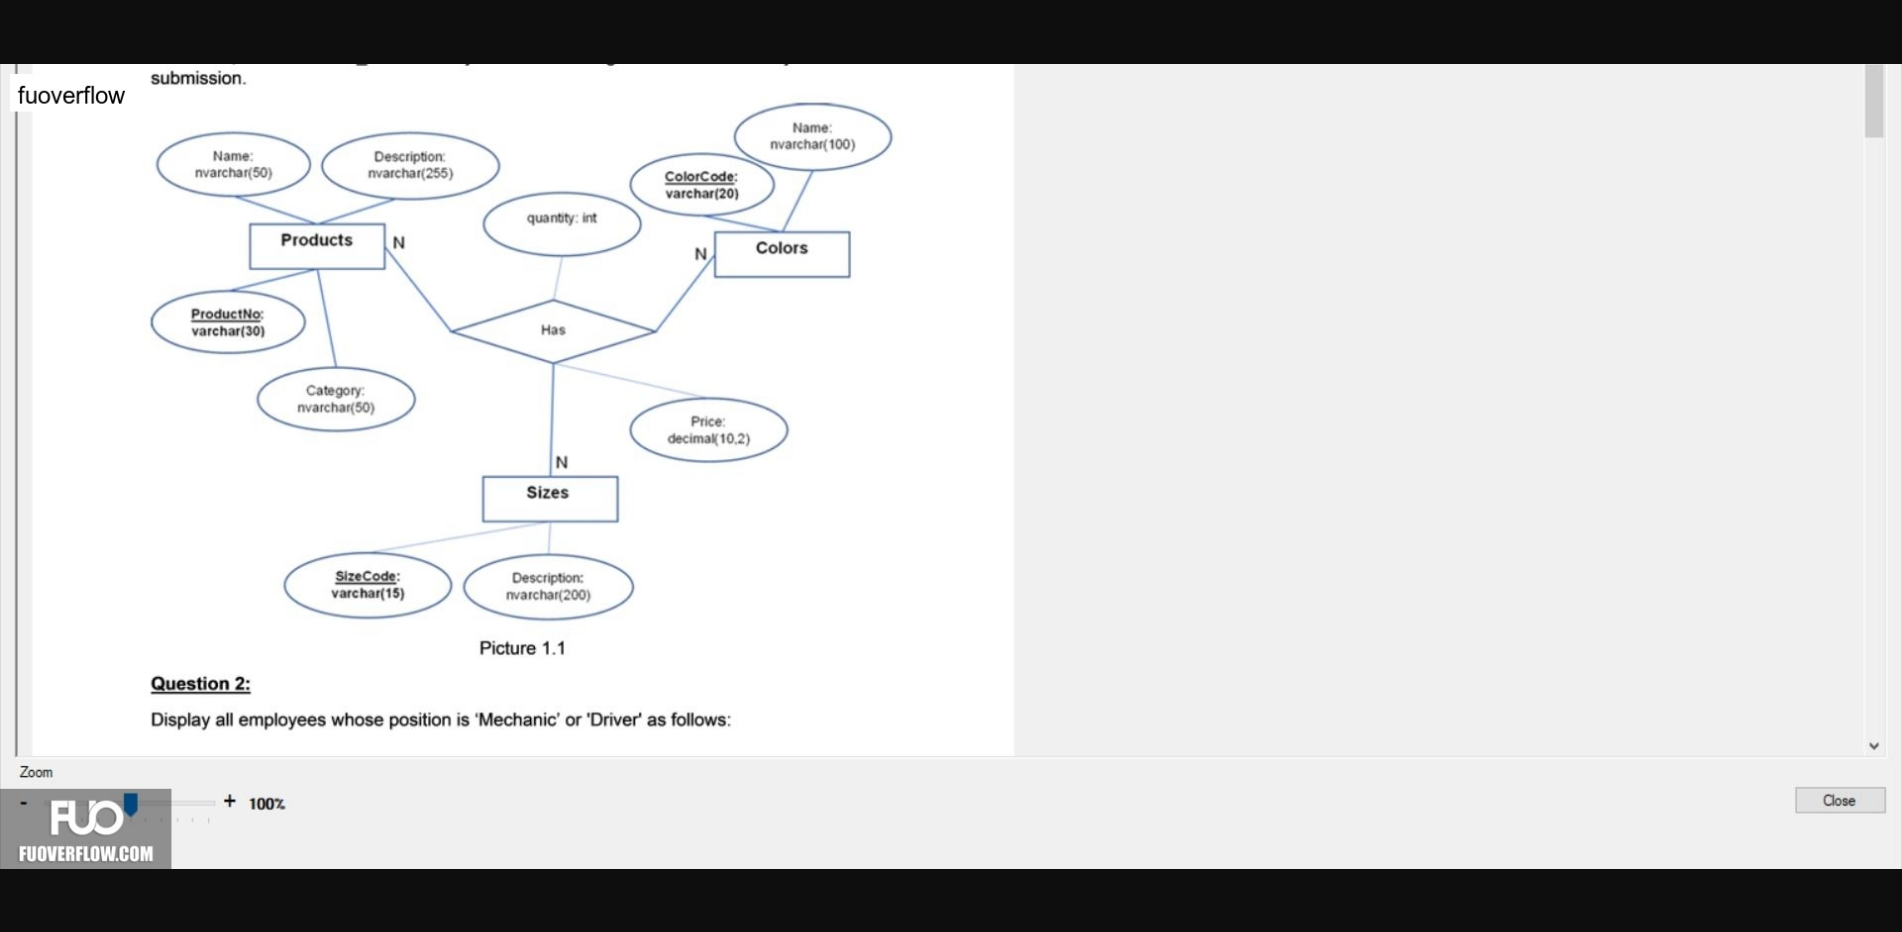 submission.
fuoverflow
Name:
nvarchar(50)
Description:
nvarchar(255)
quantity: int
ColorCode:
varchar(20)
Name:
nvarchar(100)
Products
N
N
Colors
ProductNo:
varchar(30)
Has
Category:
nvarchar(50)
Price:
decimal(10,2)
N
Sizes
SizeCode:
varchar(15)
Description:
nvarchar(200)
Picture 1.1
Question 2:
Display all employees whose position is ‘Mechanic’ or 'Driver' as follows:
Zoom
- + 100%
Close
FUO
FUOVERFLOW.COM